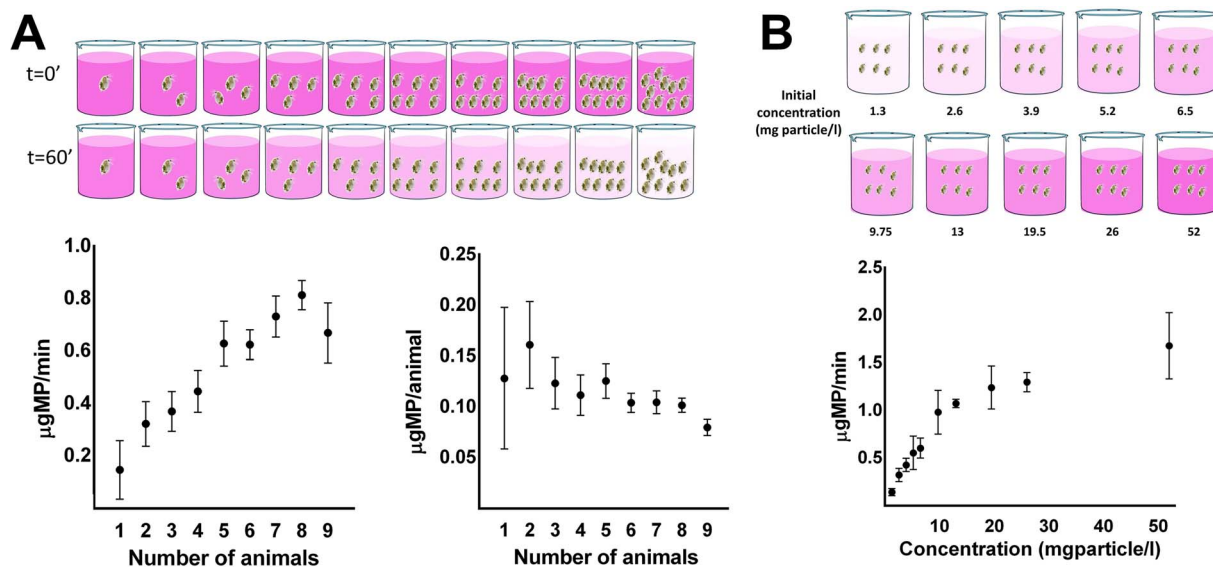 A
t=0'
t=60'
1.0
0.8
0.6
0.4
0.2
µgMP/min
1 2 3 4 5 6 7 8 9
Number of animals
0.25
0.20
0.15
0.10
0.05
µgMP/animal
1 2 3 4 5 6 7 8 9
Number of animals
B
Initial
concentration
(mg particle/l)
1.3 2.6 3.9 5.2 6.5
9.75 13 19.5 26 52
2.5
2.0
1.5
1.0
0.5
µgMP/min
10 20 30 40 50
Concentration (mgparticle/l)